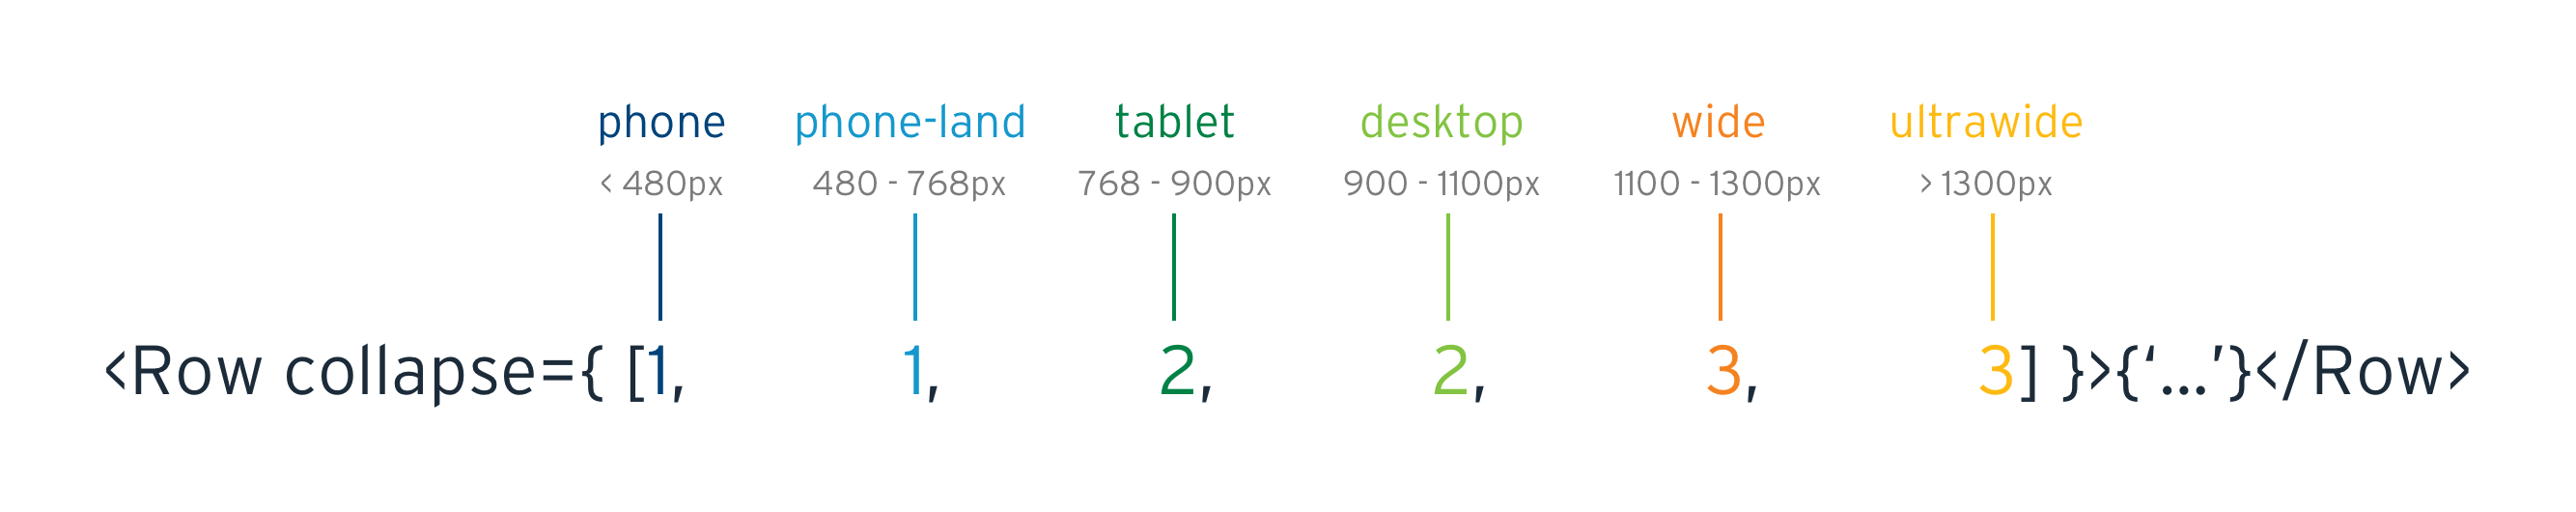 phone phone-land tablet desktop wide ultrawide
< 480px 480 - 768px 768 - 900px 900 - 1100px 1100 - 1300px > 1300px
<Row collapse={ [1, 1, 2, 2, 3, 3] }>{‘...’}</Row>